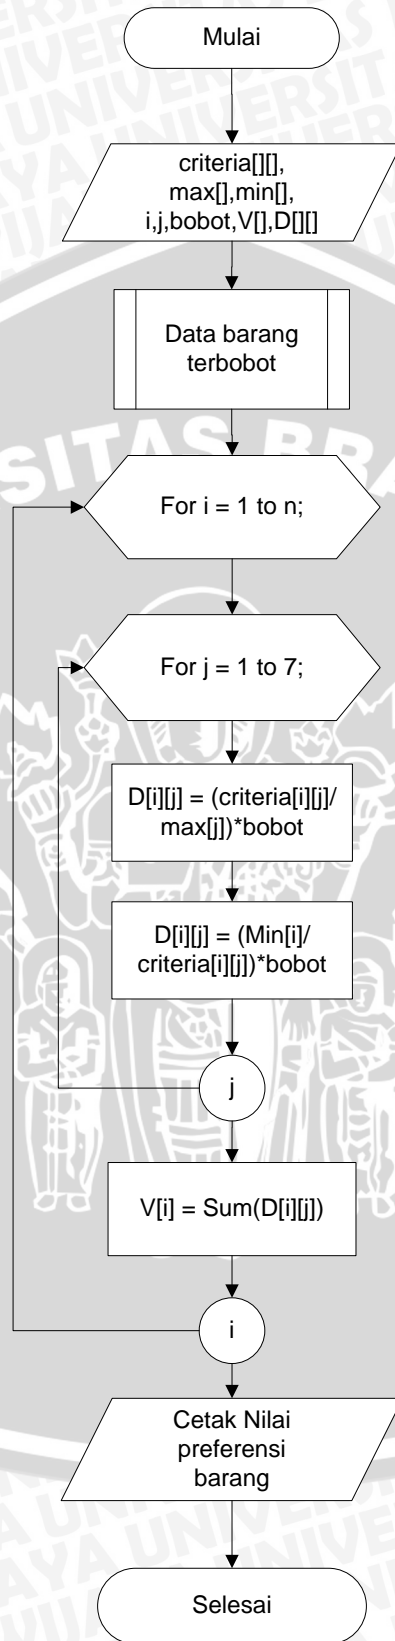 Mulai
criteria[][],
max[],min[],
i,j,bobot,V[],D[][]
Data barang
terbobot
For i = 1 to n;
For j = 1 to 7;
D[i][j] = (criteria[i][j]/
max[j])*bobot
D[i][j] = (Min[i]/
criteria[i][j])*bobot
j
V[i] = Sum(D[i][j])
i
Cetak Nilai
preferensi
barang
Selesai